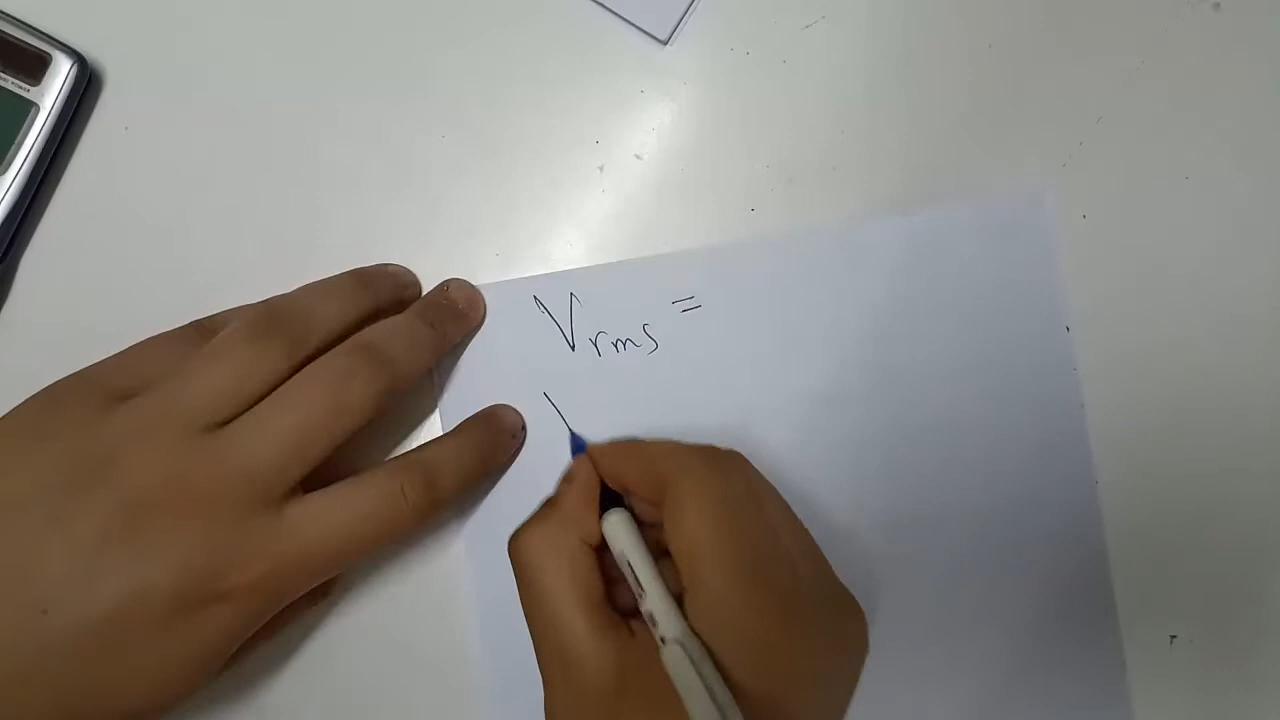 Vrms =